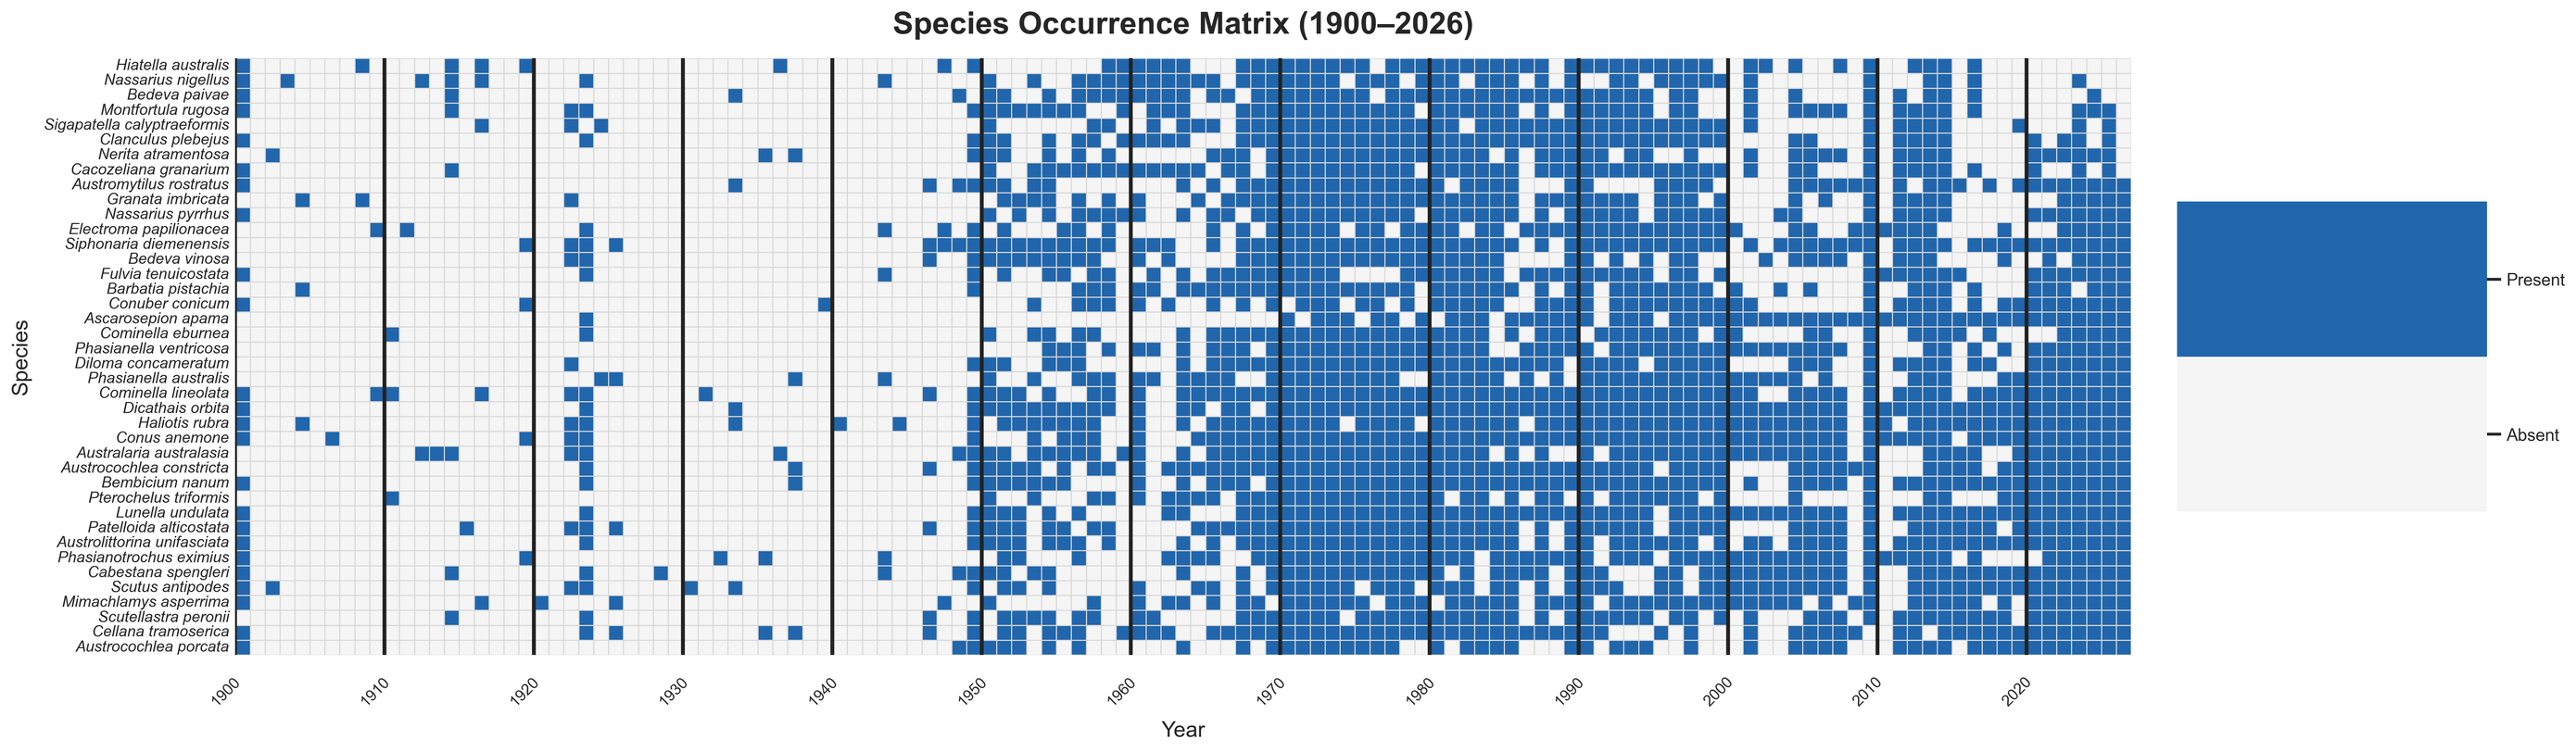 Species Occurrence Matrix (1900–2026)
Hiatella australis
Nassarius nigellus
Bedeva paivae
Montfortula rugosa
Sigapatella calyptraeformis
Clanculus plebejus
Nerita atramentosa
Cacozeliana granarium
Austromytilus rostratus
Granata imbricata
Nassarius pyrrhus
Electroma papilionacea
Siphonaria diemenensis
Bedeva vinosa
Fulvia tenuicostata
Barbatia pistachia
Conuber conicum
Ascarosepion apama
Cominella eburnea
Phasianella ventricosa
Diloma concameratum
Phasianella australis
Cominella lineolata
Dicathais orbita
Haliotis rubra
Conus anemone
Australaria australasia
Austrocochlea constricta
Bembicium nanum
Pterochelus triformis
Lunella undulata
Patelloida alticostata
Austrolittorina unifasciata
Phasianotrochus eximius
Cabestana spengleri
Scutus antipodes
Mimachlamys asperrima
Scutellastra peronii
Cellana tramoserica
Austrocochlea porcata
Species
1900 1910 1920 1930 1940 1950 1960 1970 1980 1990 2000 2010 2020
Year
Present
Absent